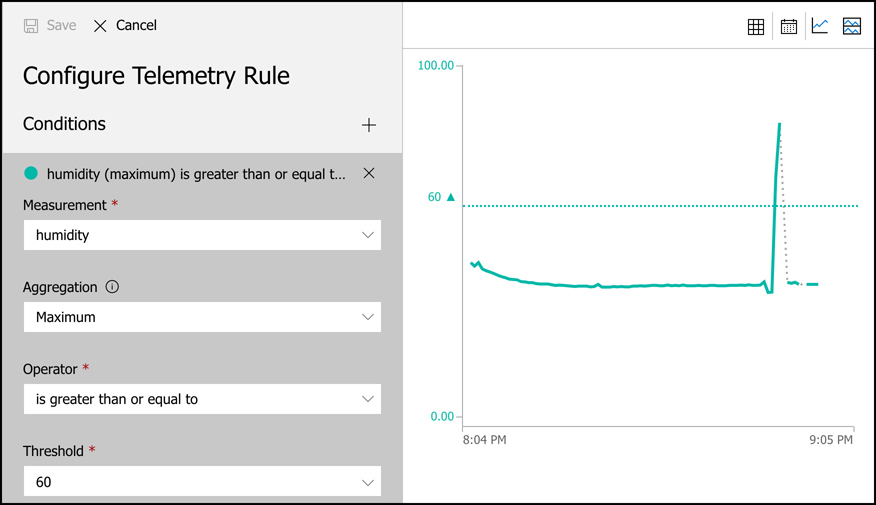 Save Cancel
Configure Telemetry Rule
Conditions
humidity (maximum) is greater than or equal t...
Measurement *
humidity
Aggregation
Maximum
Operator *
is greater than or equal to
Threshold *
60
100.00
60 ▲
0.00
8:04 PM 9:05 PM